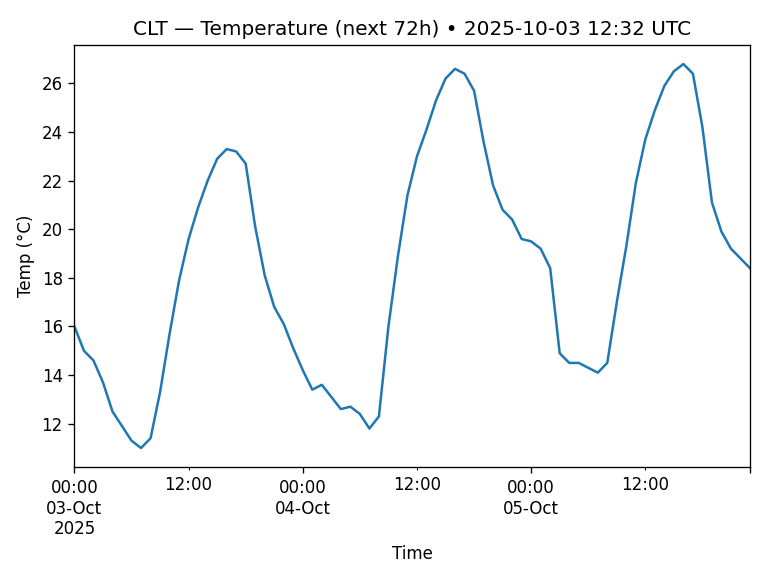 CLT — Temperature (next 72h) • 2025-10-03 12:32 UTC
Temp (°C)
26
24
22
20
18
16
14
12
00:00 12:00 00:00 12:00 00:00 12:00
03-Oct 04-Oct 05-Oct
2025
Time